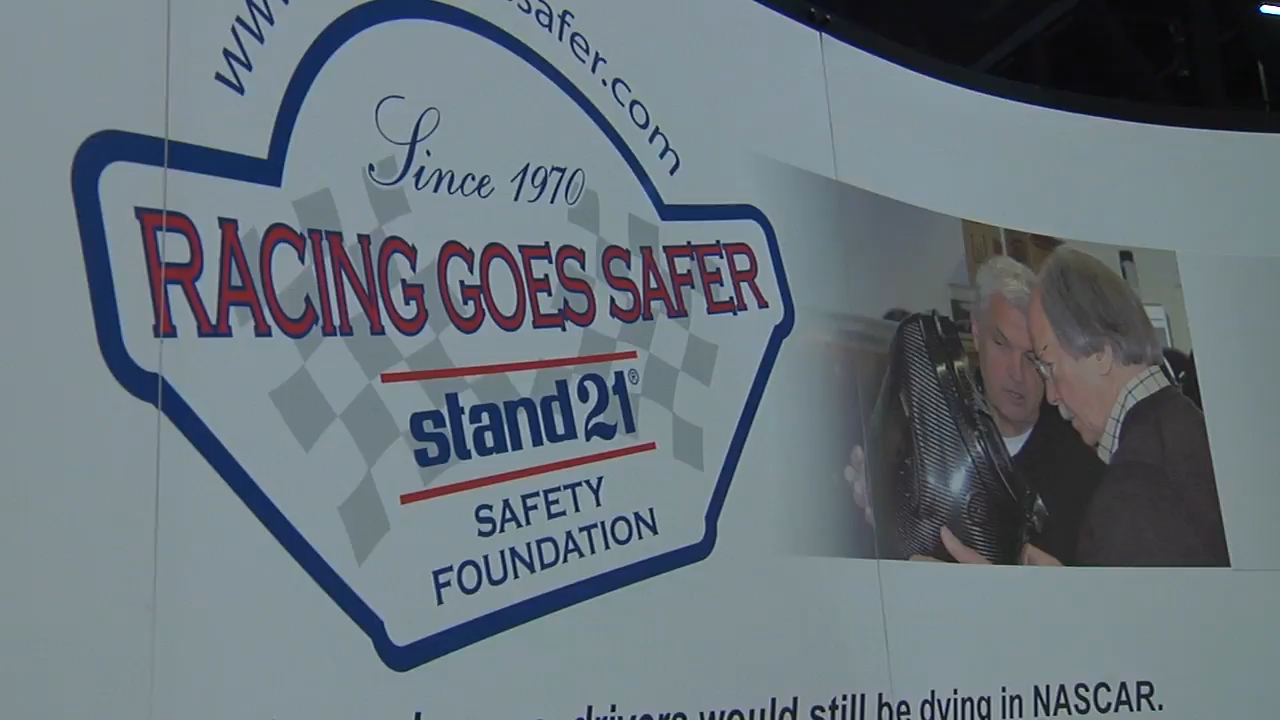 safer.com
Since 1970
RACING GOES SAFER
stand21®
SAFETY
FOUNDATION
drivers would still be dying in NASCAR.